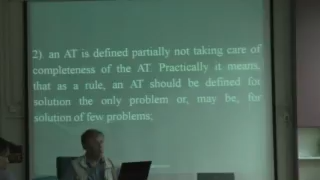 2). an AT is defined partially not taking care of
completeness of the AT. Practically it means,
that as a rule, an AT should be defined for
solution the only problem or, may be, for
solution of few problems;